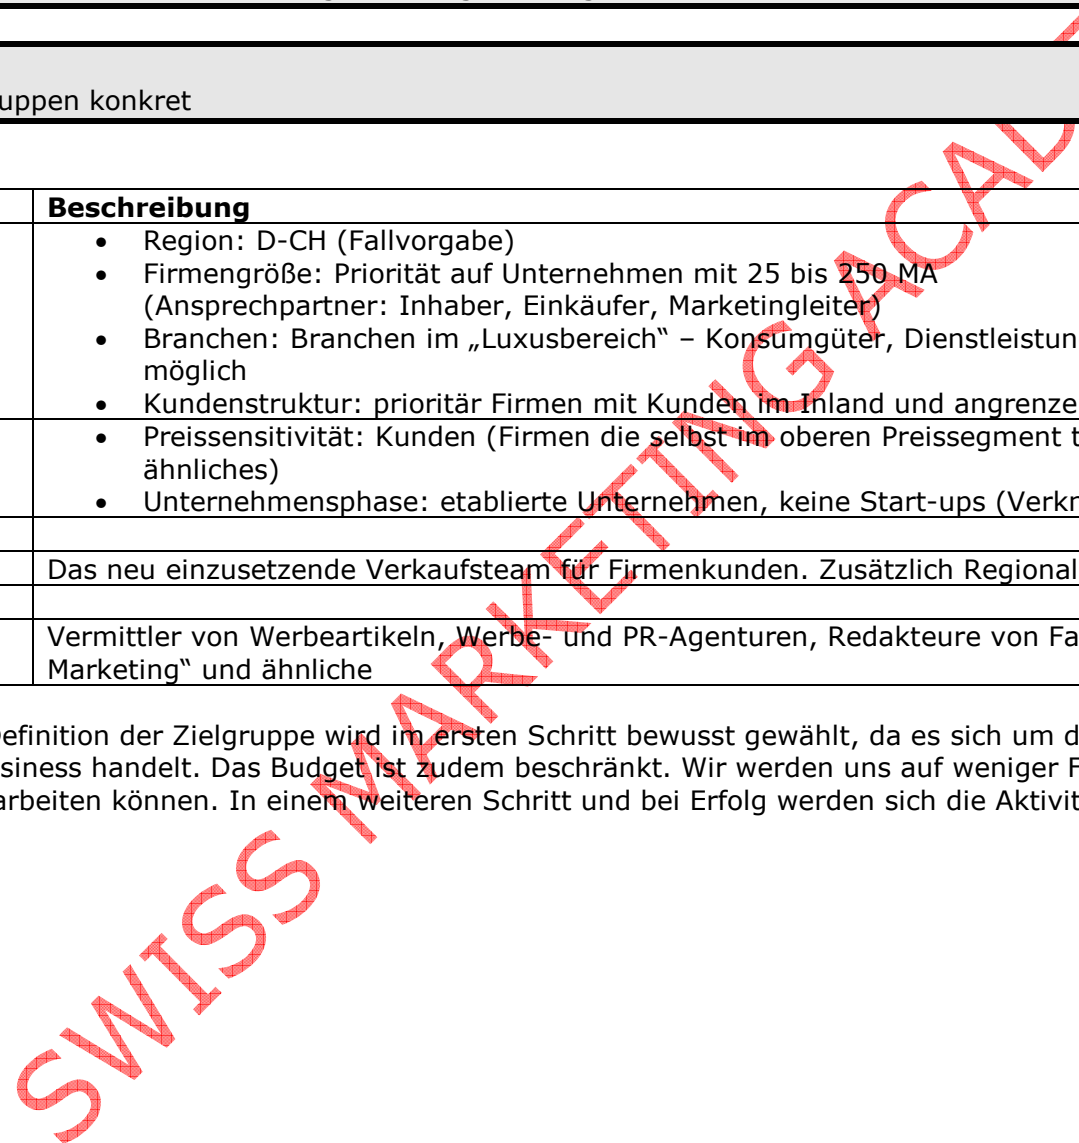 uppen konkret
Beschreibung
• Region: D-CH (Fallvorgabe)
• Firmengröße: Priorität auf Unternehmen mit 25 bis 250 MA
(Ansprechpartner: Inhaber, Einkäufer, Marketingleiter)
• Branchen: Branchen im „Luxusbereich“ – Konsumgüter, Dienstleistun
möglich
• Kundenstruktur: prioritär Firmen mit Kunden im Inland und angrenze
• Preissensitivität: Kunden (Firmen die selbst im oberen Preissegment t
ähnliches)
• Unternehmensphase: etablierte Unternehmen, keine Start-ups (Verkn
Das neu einzusetzende Verkaufsteam für Firmenkunden. Zusätzlich Regional
Vermittler von Werbeartikeln, Werbe- und PR-Agenturen, Redakteure von Fa
Marketing“ und ähnliche
efinition der Zielgruppe wird im ersten Schritt bewusst gewählt, da es sich um d
siness handelt. Das Budget ist zudem beschränkt. Wir werden uns auf weniger F
arbeiten können. In einem weiteren Schritt und bei Erfolg werden sich die Aktivit
SWISS MARKETING ACAD